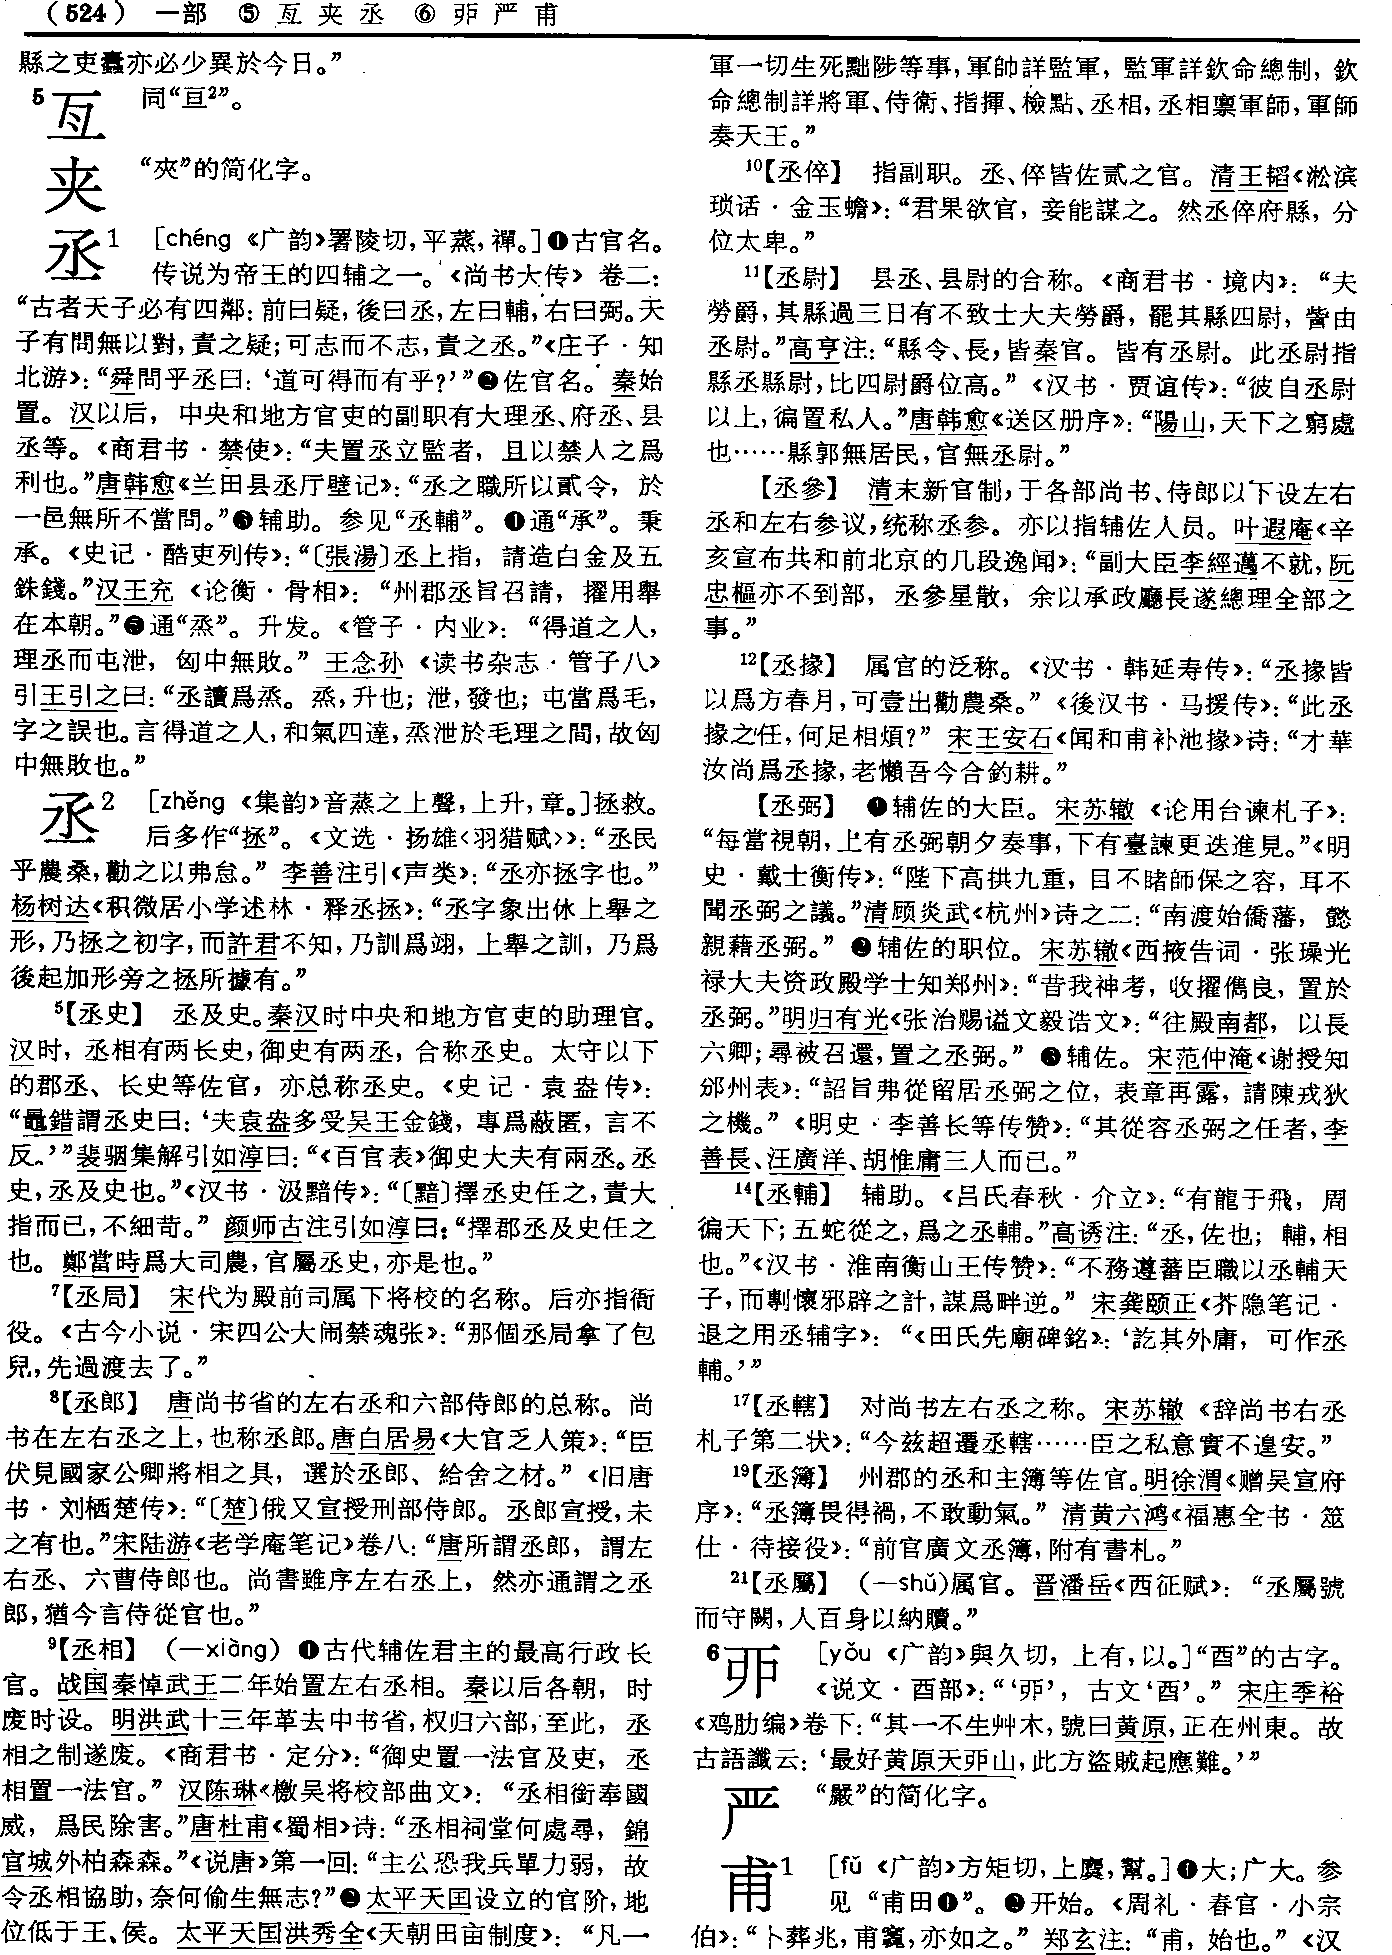 （524） 一部 ⑤ 亙 夹 丞 ⑥ 丣 严 甫
縣之吏蠹亦必少異於今日。”
5亙 同“亘²”。
夹 “夾”的简化字。
丞1 ［chéng《广韵》署陵切，平蒸，禪。］❶古官名。
传说为帝王的四辅之一。《尚书大传》卷二：
“古者天子必有四鄰：前曰疑，後曰丞，左曰輔，右曰弼。天
子有問無以對，責之疑；可志而不志，責之丞。”《庄子·知
北游》：“舜問乎丞曰：‘道可得而有乎？’”❷佐官名。秦始
置。汉以后，中央和地方官吏的副职有大理丞、府丞、县
丞等。《商君书·禁使》：“夫置丞立監者，且以禁人之爲
利也。”唐韩愈《兰田县丞厅壁记》：“丞之職所以貳令，於
一邑無所不當問。”❸辅助。参见“丞輔”。❹通“承”。秉
承。《史记·酷吏列传》：“〔張湯〕丞上指，請造白金及五
銖錢。”汉王充《论衡·骨相》：“州郡丞旨召請，擢用舉
在本朝。”❺通“烝”。升发。《管子·内业》：“得道之人，
理丞而屯泄，匈中無敗。”王念孙《读书杂志·管子八》
引王引之曰：“丞讀爲烝。烝，升也；泄，發也；屯當爲毛，
字之誤也。言得道之人，和氣四達，烝泄於毛理之間，故匈
中無敗也。”
丞2 ［zhěng《集韵》音蒸之上聲，上升，章。］拯救。
后多作“拯”。《文选·扬雄〈羽猎赋〉》：“丞民
乎農桑，勸之以弗怠。”李善注引《声类》：“丞亦拯字也。”
杨树达《积微居小学述林·释丞拯》：“丞字象出休上舉之
形，乃拯之初字，而許君不知，乃訓爲翊，上舉之訓，乃爲
後起加形旁之拯所據有。”
⁵【丞史】 丞及史。秦汉时中央和地方官吏的助理官。
汉时，丞相有两长史，御史有两丞，合称丞史。太守以下
的郡丞、长史等佐官，亦总称丞史。《史记·袁盎传》：
“鼂錯謂丞史曰：‘夫袁盎多受吴王金錢，專爲蔽匿，言不
反。’”裴骃集解引如淳曰：“《百官表》御史大夫有兩丞。丞
史，丞及史也。”《汉书·汲黯传》：“〔黯〕擇丞史任之，責大
指而已，不細苛。”颜师古注引如淳曰：“擇郡丞及史任之
也。鄭當時爲大司農，官屬丞史，亦是也。”
⁷【丞局】 宋代为殿前司属下将校的名称。后亦指衙
役。《古今小说·宋四公大闹禁魂张》：“那個丞局拿了包
兒，先過渡去了。”
⁸【丞郎】 唐尚书省的左右丞和六部侍郎的总称。尚
书在左右丞之上，也称丞郎。唐白居易《大官乏人策》：“臣
伏見國家公卿將相之具，選於丞郎、給舍之材。”《旧唐
书·刘栖楚传》：“〔楚〕俄又宣授刑部侍郎。丞郎宣授，未
之有也。”宋陆游《老学庵笔记》卷八：“唐所謂丞郎，謂左
右丞、六曹侍郎也。尚書雖序左右丞上，然亦通謂之丞
郎，猶今言侍從官也。”
⁹【丞相】 （—xiàng）❶古代辅佐君主的最高行政长
官。战国秦悼武王二年始置左右丞相。秦以后各朝，时
废时设。明洪武十三年革去中书省，权归六部，至此，丞
相之制遂废。《商君书·定分》：“御史置一法官及吏，丞
相置一法官。”汉陈琳《檄吴将校部曲文》：“丞相銜奉國
威，爲民除害。”唐杜甫《蜀相》诗：“丞相祠堂何處尋，錦
官城外柏森森。”《说唐》第一回：“主公恐我兵單力弱，故
令丞相協助，奈何偷生無志？”❷太平天囯设立的官阶，地
位低于王、侯。太平天囯洪秀全《天朝田亩制度》：“凡一
軍一切生死黜陟等事，軍帥詳監軍，監軍詳欽命總制，欽
命總制詳將軍、侍衛、指揮、檢點、丞相，丞相禀軍師，軍師
奏天王。”
¹⁰【丞倅】 指副职。丞、倅皆佐贰之官。清王韬《淞滨
琐话·金玉蟾》：“君果欲官，妾能謀之。然丞倅府縣，分
位太卑。”
¹¹【丞尉】 县丞、县尉的合称。《商君书·境内》：“夫
勞爵，其縣過三日有不致士大夫勞爵，罷其縣四尉，訾由
丞尉。”高亨注：“縣令、長，皆秦官。皆有丞尉。此丞尉指
縣丞縣尉，比四尉爵位高。”《汉书·贾谊传》：“彼自丞尉
以上，徧置私人。”唐韩愈《送区册序》：“陽山，天下之窮處
也……縣郭無居民，官無丞尉。”
【丞參】 清末新官制，于各部尚书、侍郎以下设左右
丞和左右参议，统称丞参。亦以指辅佐人员。叶遐庵《辛
亥宣布共和前北京的几段逸闻》：“副大臣李經邁不就，阮
忠樞亦不到部，丞參星散，余以承政廳長遂總理全部之
事。”
¹²【丞掾】 属官的泛称。《汉书·韩延寿传》：“丞掾皆
以爲方春月，可壹出勸農桑。”《後汉书·马援传》：“此丞
掾之任，何足相煩？”宋王安石《闻和甫补池掾》诗：“才華
汝尚爲丞掾，老懶吾今合釣耕。”
【丞弼】 ❶辅佐的大臣。宋苏辙《论用台谏札子》：
“每當視朝，上有丞弼朝夕奏事，下有臺諫更迭進見。”《明
史·戴士衡传》：“陛下高拱九重，目不睹師保之容，耳不
聞丞弼之議。”清顾炎武《杭州》诗之二：“南渡始僑藩，懿
親藉丞弼。”❷辅佐的职位。宋苏辙《西掖告词·张璪光
禄大夫资政殿学士知郑州》：“昔我神考，收擢儁良，置於
丞弼。”明归有光《张治赐谥文毅诰文》：“往殿南都，以長
六卿；尋被召還，置之丞弼。”❸辅佐。宋范仲淹《谢授知
邠州表》：“詔旨弗從留居丞弼之位，表章再露，請陳戎狄
之機。”《明史·李善长等传赞》：“其從容丞弼之任者，李
善長、汪廣洋、胡惟庸三人而已。”
¹⁴【丞輔】 辅助。《吕氏春秋·介立》：“有龍于飛，周
徧天下；五蛇從之，爲之丞輔。”高诱注：“丞，佐也；輔，相
也。”《汉书·淮南衡山王传赞》：“不務遵蕃臣職以丞輔天
子，而剸懷邪辟之計，謀爲畔逆。”宋龚颐正《芥隐笔记·
退之用丞辅字》：“《田氏先廟碑銘》：‘訖其外庸，可作丞
輔。’”
¹⁷【丞轄】 对尚书左右丞之称。宋苏辙《辞尚书右丞
札子第二状》：“今兹超遷丞轄……臣之私意實不遑安。”
¹⁹【丞簿】 州郡的丞和主簿等佐官。明徐渭《赠吴宣府
序》：“丞簿畏得禍，不敢動氣。”清黄六鸿《福惠全书·筮
仕·待接役》：“前官廣文丞簿，附有書札。”
²¹【丞屬】 （—shǔ）属官。晋潘岳《西征赋》：“丞屬號
而守闕，人百身以納贖。”
6丣 ［yǒu《广韵》與久切，上有，以。］“酉”的古字。
《说文·酉部》：“‘丣’，古文‘酉’。”宋庄季裕
《鸡肋编》卷下：“其一不生艸木，號曰黄原，正在州東。故
古語讖云：‘最好黄原天丣山，此方盜賊起應難。’”
严 “嚴”的简化字。
甫1 ［fǔ《广韵》方矩切，上麌，幫。］❶大；广大。参
见“甫田❶”。❷开始。《周礼·春官·小宗
伯》：“卜葬兆，甫竁，亦如之。”郑玄注：“甫，始也。”《汉